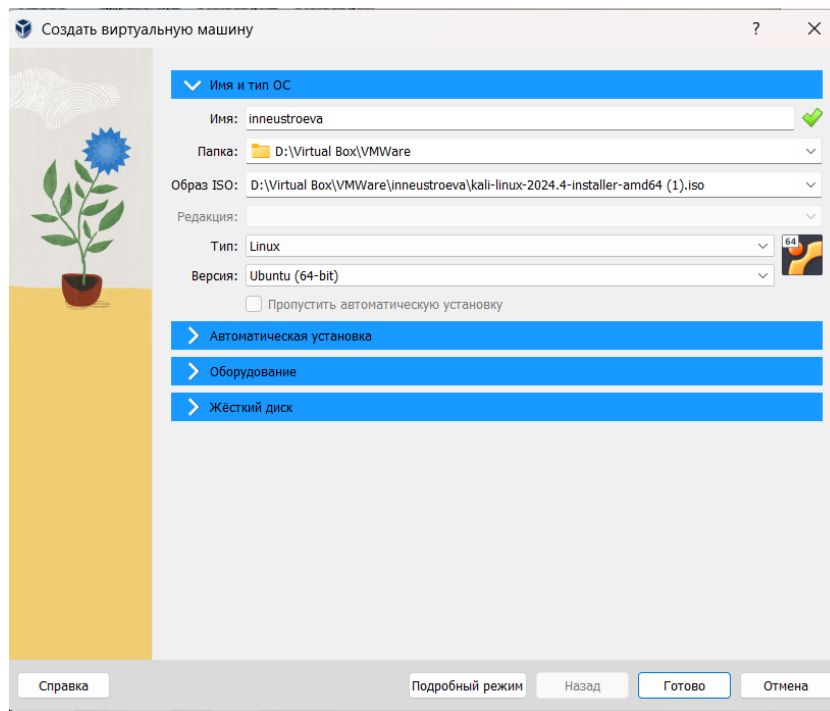 Создать виртуальную машину
?
Имя и тип ОС
Имя: inneustroeva
Папка: D:\Virtual Box\VMWare
Образ ISO: D:\Virtual Box\VMWare\inneustroeva\kali-linux-2024.4-installer-amd64 (1).iso
Редакция:
Тип: Linux
64
Версия: Ubuntu (64-bit)
Пропустить автоматическую установку
Автоматическая установка
Оборудование
Жёсткий диск
Справка Подробный режим Назад Готово Отмена